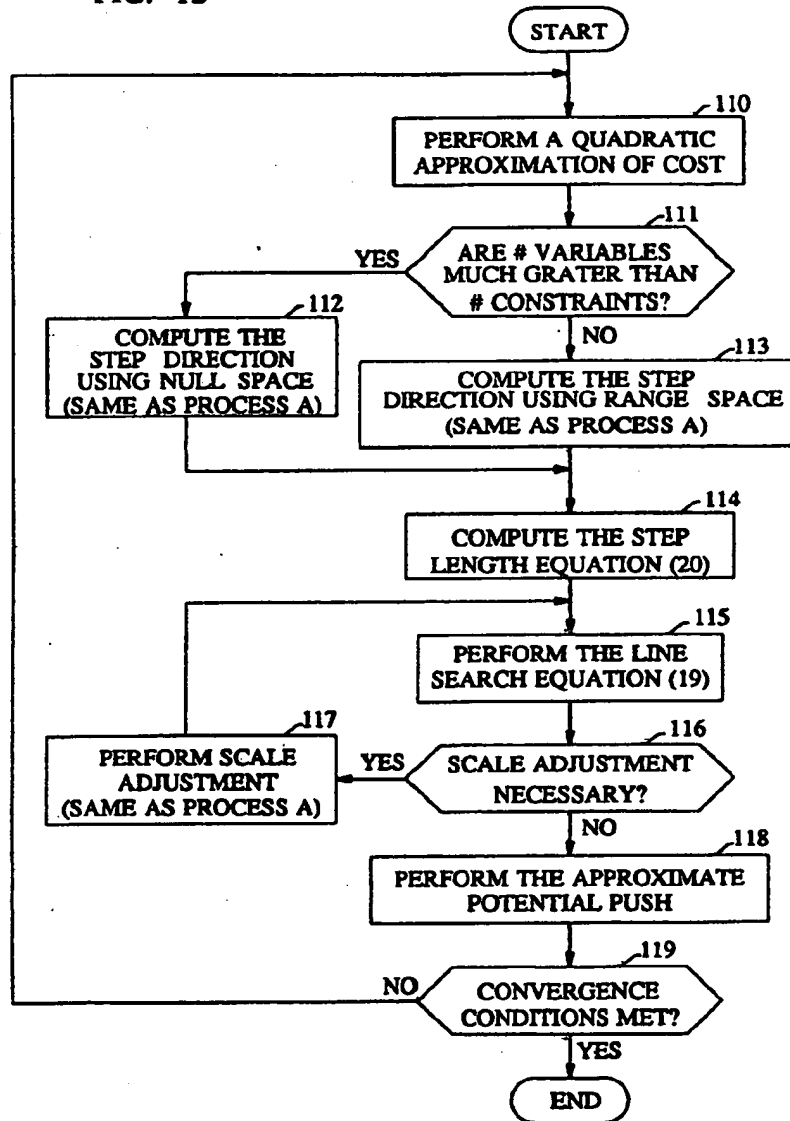 START
110
PERFORM A QUADRATIC
APPROXIMATION OF COST
111
ARE # VARIABLES
MUCH GRATER THAN
# CONSTRAINTS?
YES
NO
112
COMPUTE THE
STEP DIRECTION
USING NULL SPACE
(SAME AS PROCESS A)
113
COMPUTE THE STEP
DIRECTION USING RANGE SPACE
(SAME AS PROCESS A)
114
COMPUTE THE STEP
LENGTH EQUATION (20)
115
PERFORM THE LINE
SEARCH EQUATION (19)
116
SCALE ADJUSTMENT
NECESSARY?
YES
NO
117
PERFORM SCALE
ADJUSTMENT
(SAME AS PROCESS A)
118
PERFORM THE APPROXIMATE
POTENTIAL PUSH
119
CONVERGENCE
CONDITIONS MET?
NO
YES
END